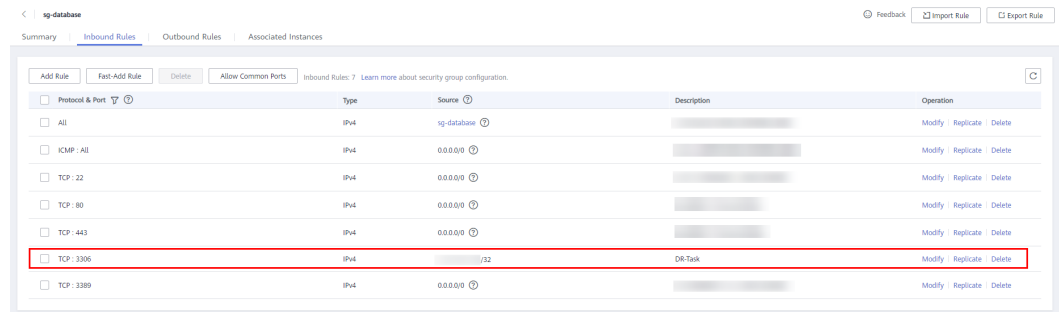 sg-database Feedback Import Rule Export Rule
Summary Inbound Rules Outbound Rules Associated Instances
Add Rule Fast-Add Rule Delete Allow Common Ports Inbound Rules: 7 Learn more about security group configuration.
Protocol & Port Type Source Description Operation
All IPv4 sg-database Modify Replicate Delete
ICMP : All IPv4 0.0.0.0/0 Modify Replicate Delete
TCP : 22 IPv4 0.0.0.0/0 Modify Replicate Delete
TCP : 80 IPv4 0.0.0.0/0 Modify Replicate Delete
TCP : 443 IPv4 0.0.0.0/0 Modify Replicate Delete
TCP : 3306 IPv4 /32 DR-Task Modify Replicate Delete
TCP : 3389 IPv4 0.0.0.0/0 Modify Replicate Delete